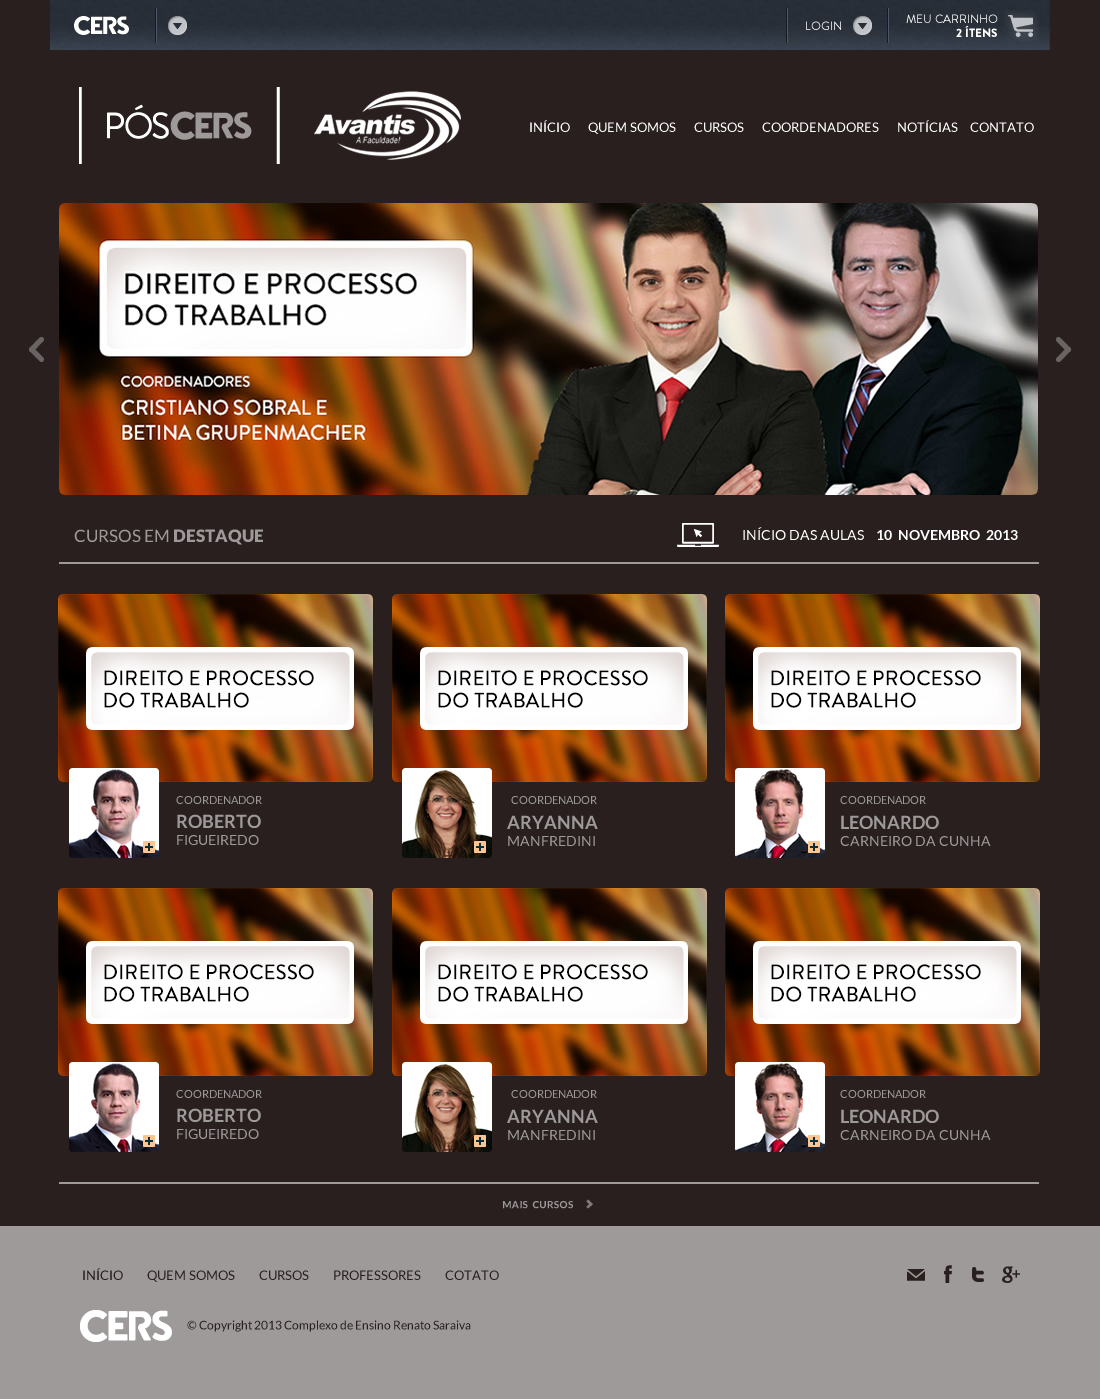 CERS
LOGIN
MEU CARRINHO
2 ÍTENS
PÓSCERS
Avantis
A Faculdade!
INÍCIO QUEM SOMOS CURSOS COORDENADORES NOTÍCIAS CONTATO
DIREITO E PROCESSO
DO TRABALHO
COORDENADORES
CRISTIANO SOBRAL E
BETINA GRUPENMACHER
CURSOS EM DESTAQUE
INÍCIO DAS AULAS 10 NOVEMBRO 2013
DIREITO E PROCESSO
DO TRABALHO
COORDENADOR
ROBERTO
FIGUEIREDO
DIREITO E PROCESSO
DO TRABALHO
COORDENADOR
ARYANNA
MANFREDINI
DIREITO E PROCESSO
DO TRABALHO
COORDENADOR
LEONARDO
CARNEIRO DA CUNHA
DIREITO E PROCESSO
DO TRABALHO
COORDENADOR
ROBERTO
FIGUEIREDO
DIREITO E PROCESSO
DO TRABALHO
COORDENADOR
ARYANNA
MANFREDINI
DIREITO E PROCESSO
DO TRABALHO
COORDENADOR
LEONARDO
CARNEIRO DA CUNHA
MAIS CURSOS
INÍCIO QUEM SOMOS CURSOS PROFESSORES COTATO
CERS
© Copyright 2013 Complexo de Ensino Renato Saraiva